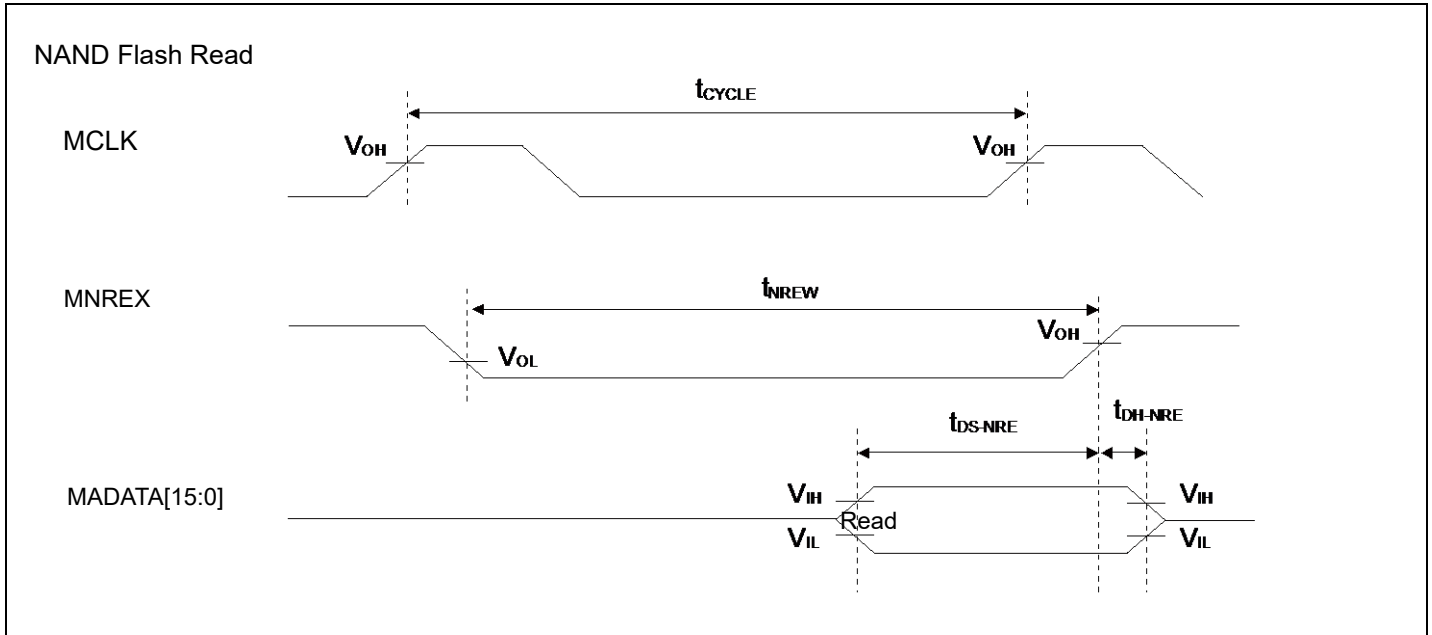 NAND Flash Read
tCYCLE
MCLK
VOH
VOH
MNREX
tNREW
VOH
VOL
tDS-NRE
tDH-NRE
MADATA[15:0]
VIH
VIH
Read
VIL
VIL